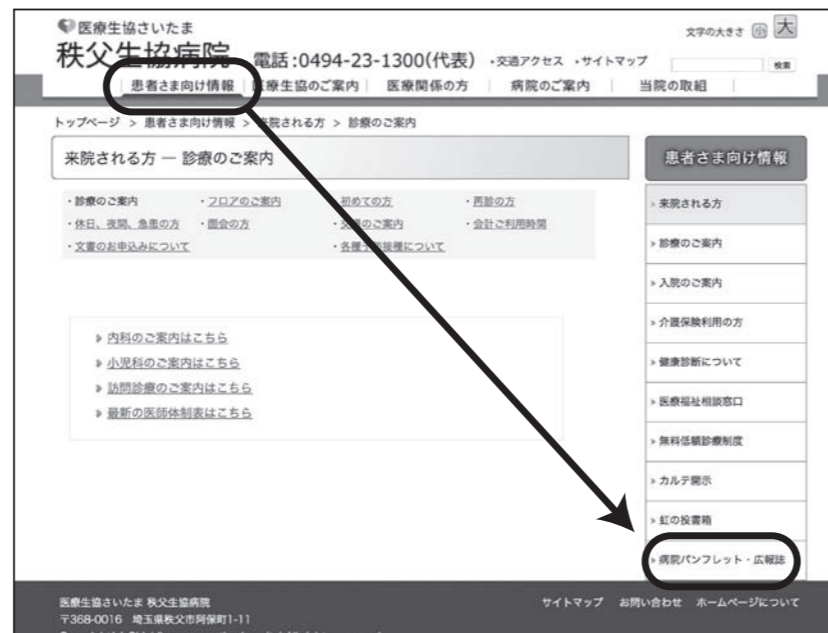 医療生協さいたま
秩父生協病院 電話:0494-23-1300(代表) ・交通アクセス ・サイトマップ
文字の大きさ 小 大
検索
患者さま向け情報 医療生協のご案内 医療関係の方 病院のご案内 当院の取組
トップページ > 患者さま向け情報 > 来院される方 > 診療のご案内
来院される方 — 診療のご案内
・診療のご案内 ・フロアのご案内 ・初めての方 ・再診の方
・休日、夜間、急患の方 ・面会の方 のご案内 ・会計ご利用時間
・文書のお申込みについて ・各種予防接種について
» 内科のご案内はこちら
» 小児科のご案内はこちら
» 訪問診療のご案内はこちら
» 最新の医師体制表はこちら
患者さま向け情報
» 来院される方
» 診療のご案内
» 入院のご案内
» 介護保険利用の方
» 健康診断について
» 医療福祉相談窓口
» 無料低額診療制度
» カルテ開示
» 虹の投書箱
» 病院パンフレット・広報誌
医療生協さいたま 秩父生協病院
〒368-0016 埼玉県秩父市阿保町1-11
サイトマップ お問い合わせ ホームページについて